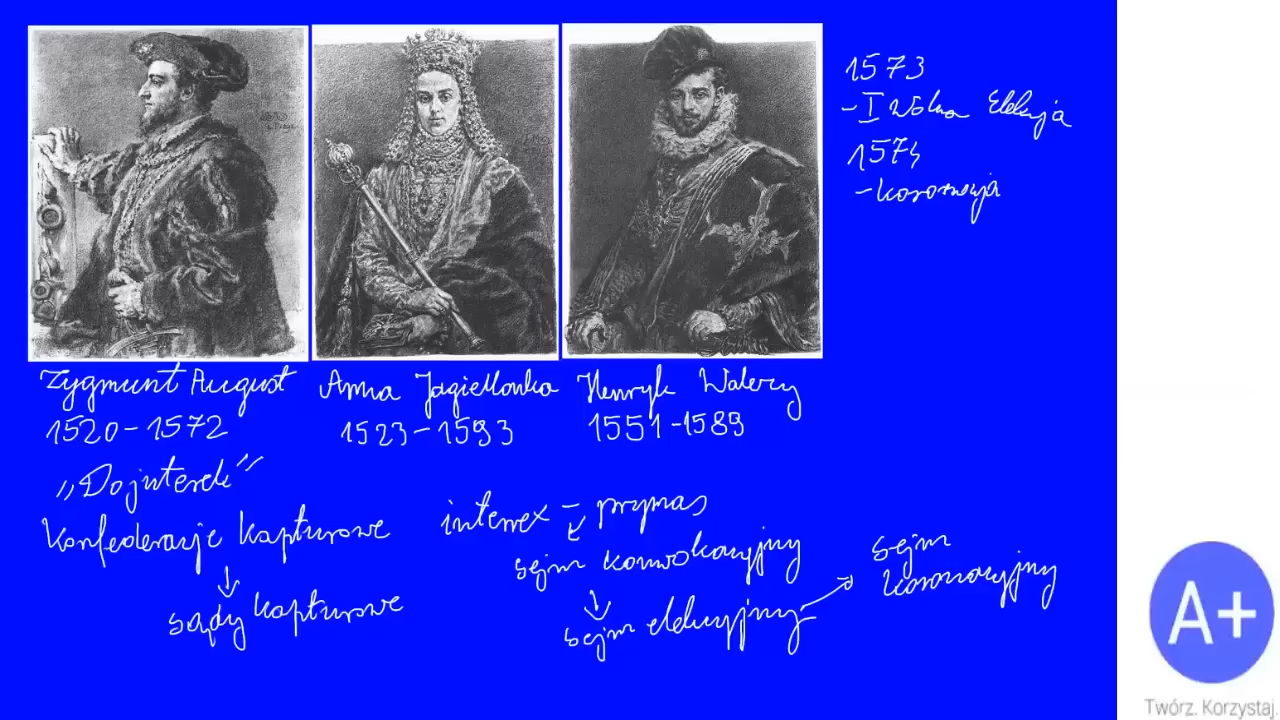 1573
- I Wolna Elekcja
1574
- koronacja
Zygmunt August
1520-1572
Anna Jagiellonka
1523-1593
Henryk Walezy
1551-1589
„Dojutrek"
Konfederacje kapturowe
↓
sądy kapturowe
interrex - prymas
↓
sejm konwokacyjny
↓
sejm elekcyjny →
sejm
koronacyjny
A+
Twórz. Korzystaj.